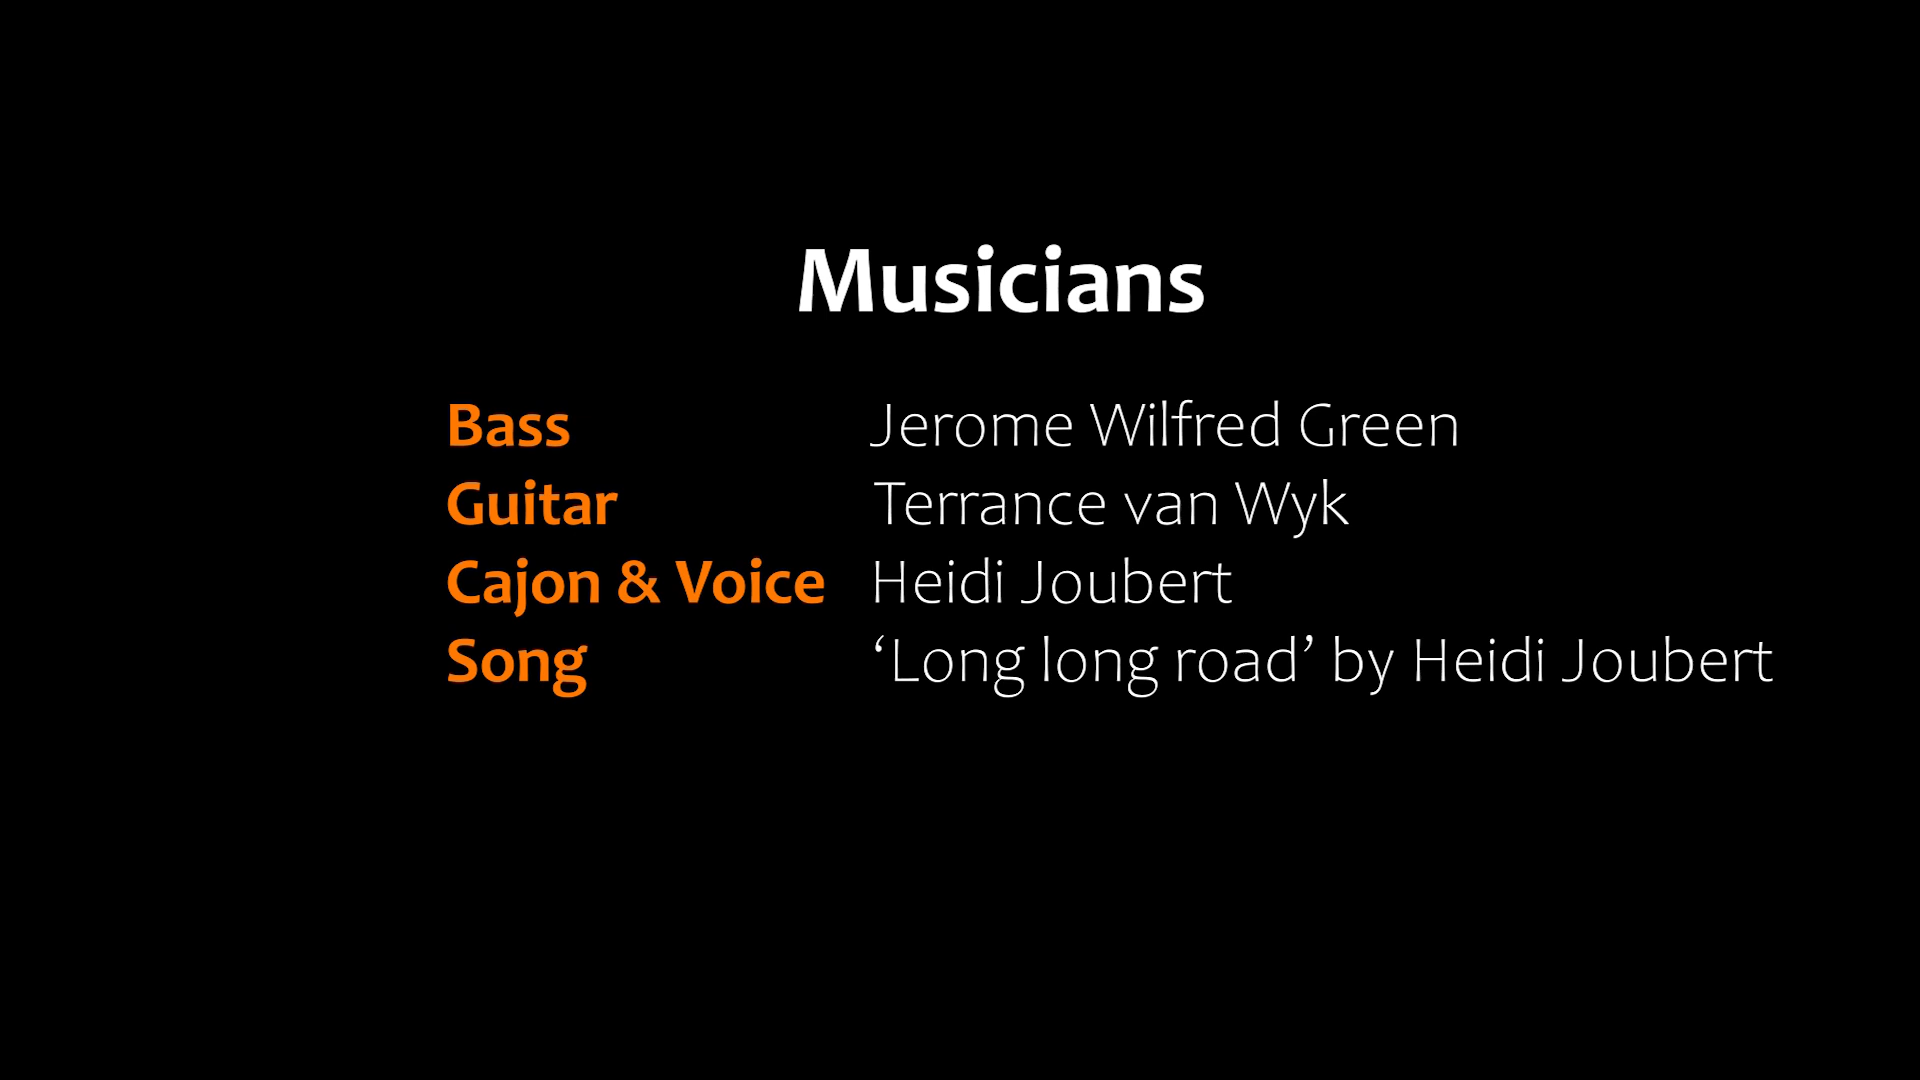 Musicians
Bass Jerome Wilfred Green
Guitar Terrance van Wyk
Cajon & Voice Heidi Joubert
Song ‘Long long road’ by Heidi Joubert